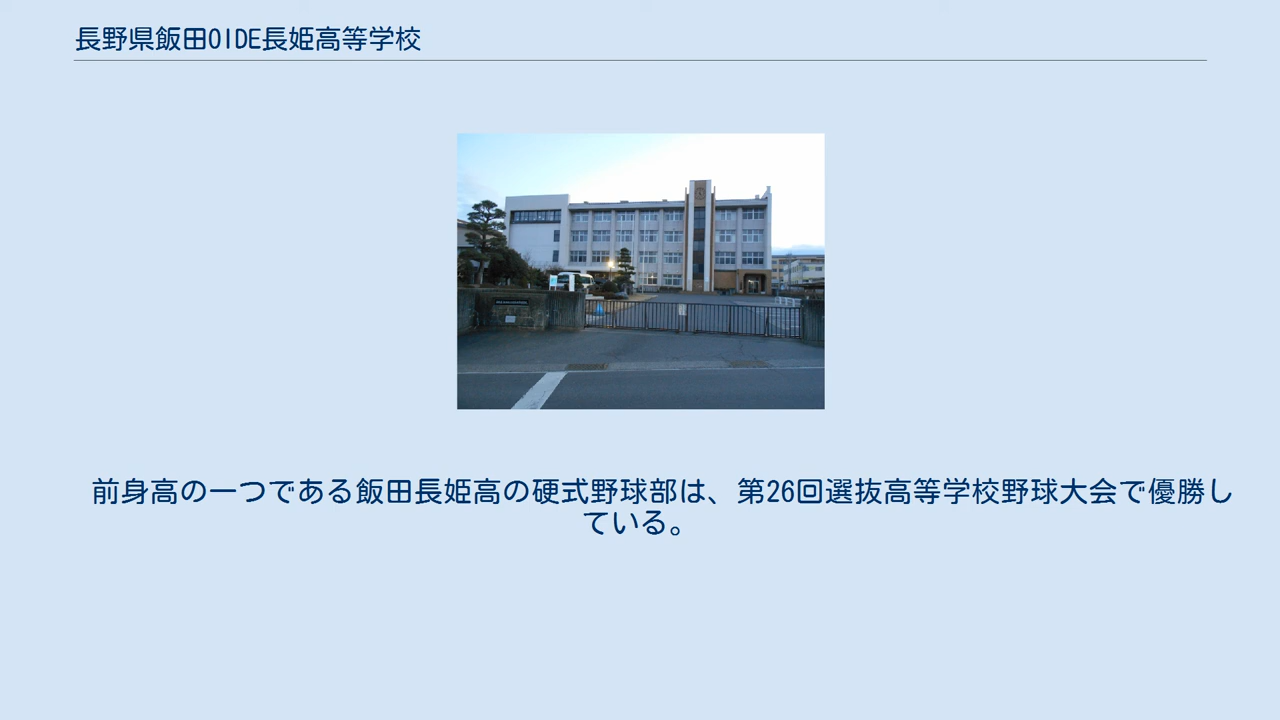 長野県飯田OIDE長姫高等学校
前身高の一つである飯田長姫高の硬式野球部は、第26回選抜高等学校野球大会で優勝し
ている。